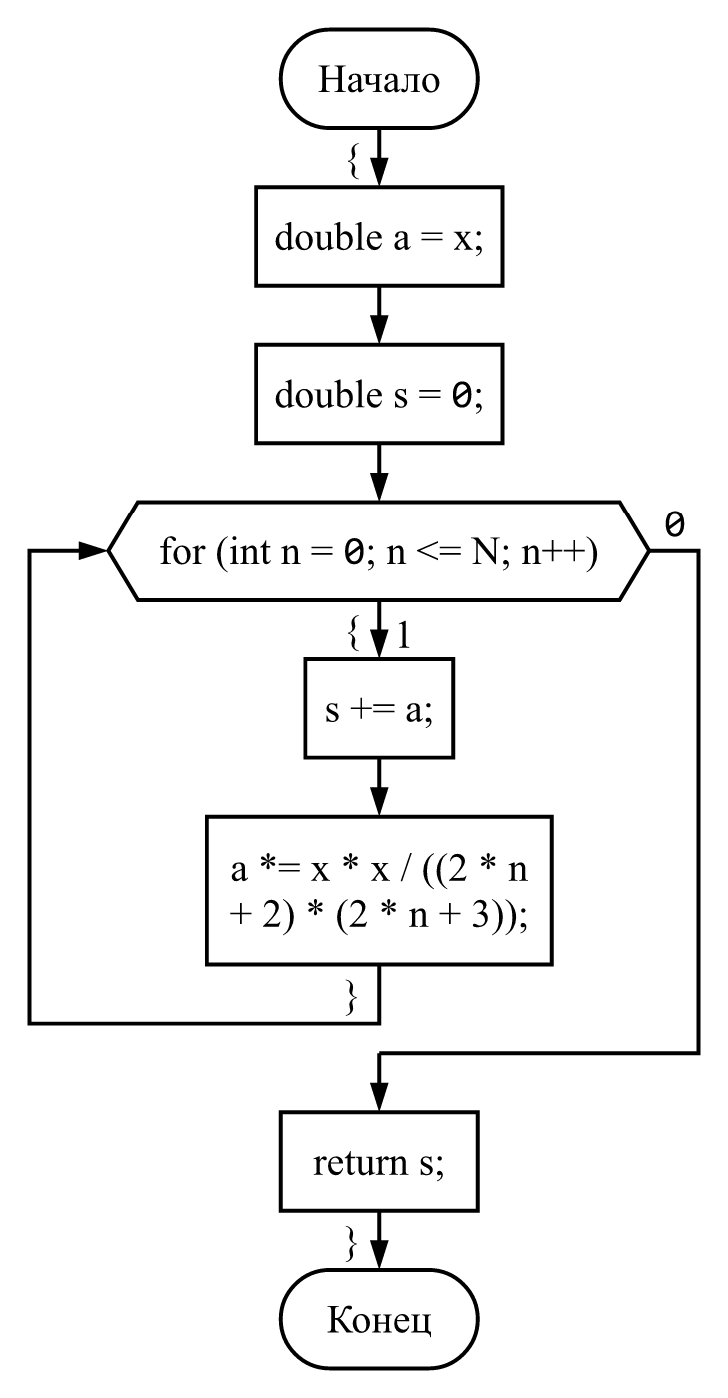 Начало
{
double a = x;
double s = 0;
for (int n = 0; n <= N; n++)
0
{ 1
s += a;
a *= x * x / ((2 * n
+ 2) * (2 * n + 3));
}
return s;
}
Конец